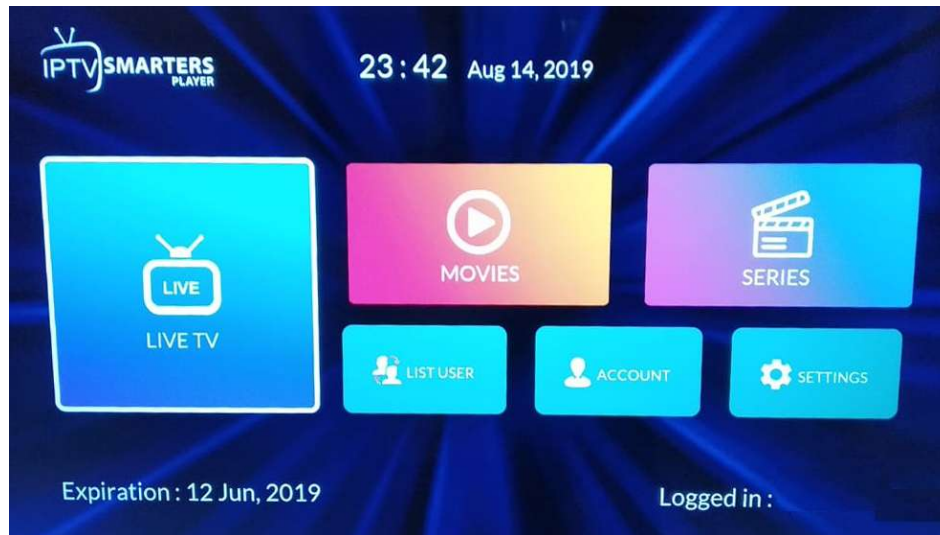 IPTV SMARTERS
PLAYER
23:42 Aug 14, 2019
LIVE
LIVE TV
MOVIES
SERIES
LIST USER
ACCOUNT
SETTINGS
Expiration : 12 Jun, 2019
Logged in :